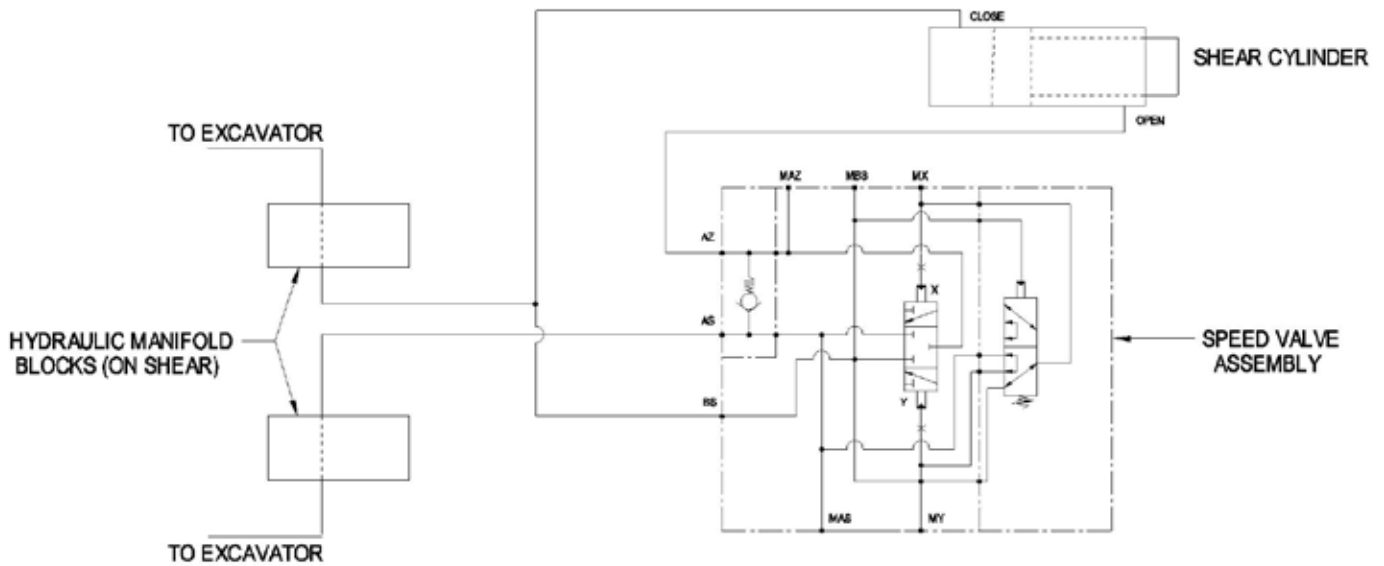 CLOSE
SHEAR CYLINDER
OPEN
TO EXCAVATOR
MAZ
MBS
MX
AZ
X
HYDRAULIC MANIFOLD
BLOCKS (ON SHEAR)
AS
SPEED VALVE
ASSEMBLY
Y
BS
MAS
MY
TO EXCAVATOR